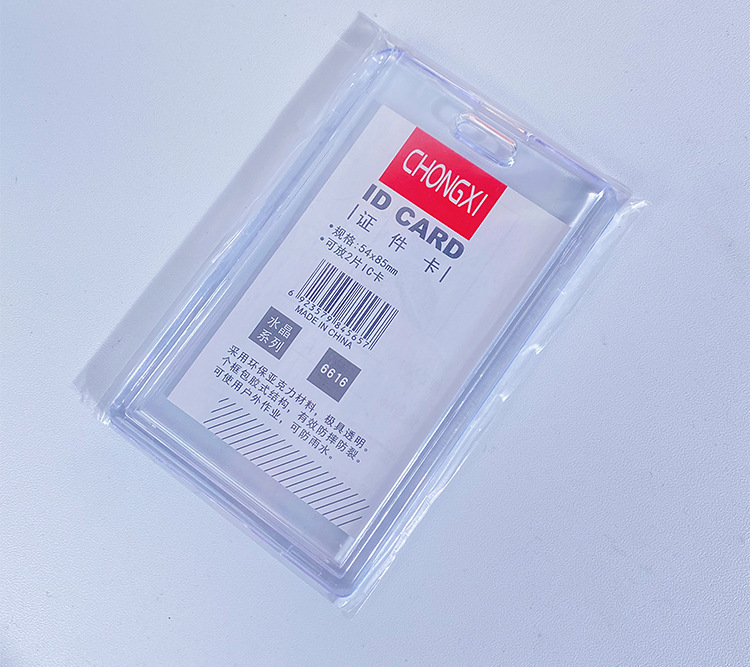 CHONGXI
ID CARD
证件卡
•规格:54x85mm
•可放2片IC卡
6923579845657
MADE IN CHINA
水晶
系列
6616
采用环保亚克力材料，极具透明。
个框包胶式结构，有效防摔防裂。
可使用户外作业，可防雨水。